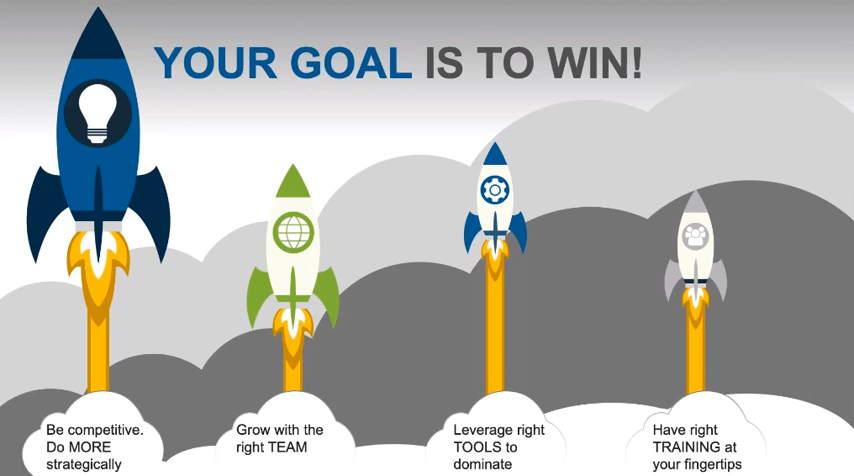 YOUR GOAL IS TO WIN!
Be competitive.
Do MORE
strategically
Grow with the
right TEAM
Leverage right
TOOLS to
dominate
Have right
TRAINING at
your fingertips